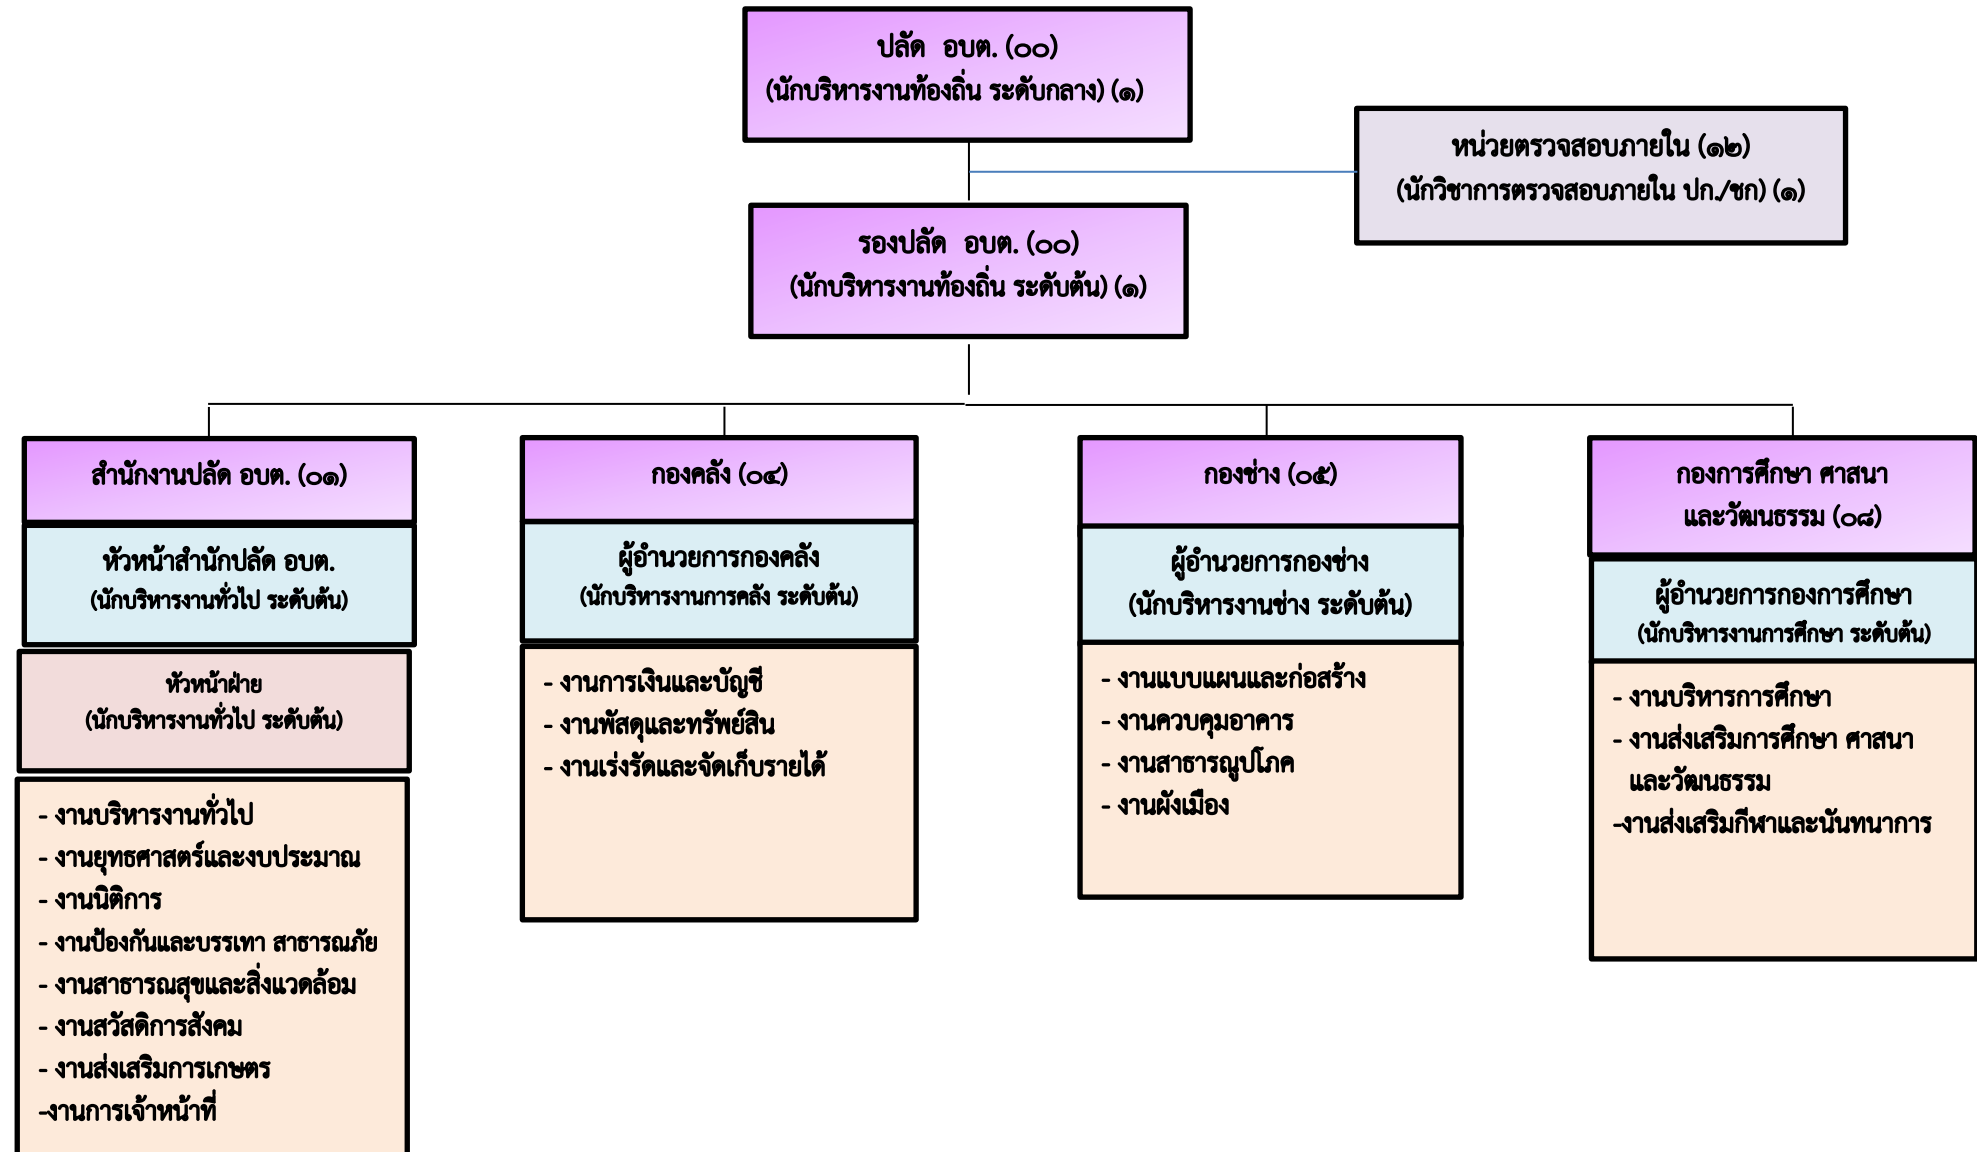 ปลัด  อบต. (๐๐)
(นักบริหารงานท้องถิ่น ระดับกลาง) (๑)
หน่วยตรวจสอบภายใน (๑๒)
(นักวิชาการตรวจสอบภายใน ปก./ชก) (๑)
รองปลัด  อบต. (๐๐)
(นักบริหารงานท้องถิ่น ระดับต้น) (๑)
สำนักงานปลัด อบต. (๐๑)
หัวหน้าสำนักปลัด อบต.
(นักบริหารงานทั่วไป ระดับต้น)
หัวหน้าฝ่าย
(นักบริหารงานทั่วไป ระดับต้น)
- งานบริหารงานทั่วไป
- งานยุทธศาสตร์และงบประมาณ
- งานนิติการ
- งานป้องกันและบรรเทา สาธารณภัย
- งานสาธารณสุขและสิ่งแวดล้อม
- งานสวัสดิการสังคม
- งานส่งเสริมการเกษตร
-งานการเจ้าหน้าที่
กองคลัง (๐๔)
ผู้อำนวยการกองคลัง
(นักบริหารงานการคลัง ระดับต้น)
- งานการเงินและบัญชี
- งานพัสดุและทรัพย์สิน
- งานเร่งรัดและจัดเก็บรายได้
กองช่าง (๐๕)
ผู้อำนวยการกองช่าง
(นักบริหารงานช่าง ระดับต้น)
- งานแบบแผนและก่อสร้าง
- งานควบคุมอาคาร
- งานสาธารณูปโภค
- งานผังเมือง
กองการศึกษา ศาสนา
และวัฒนธรรม (๐๘)
ผู้อำนวยการกองการศึกษา
(นักบริหารงานการศึกษา ระดับต้น)
- งานบริหารการศึกษา
- งานส่งเสริมการศึกษา ศาสนา
และวัฒนธรรม
-งานส่งเสริมกีฬาและนันทนาการ